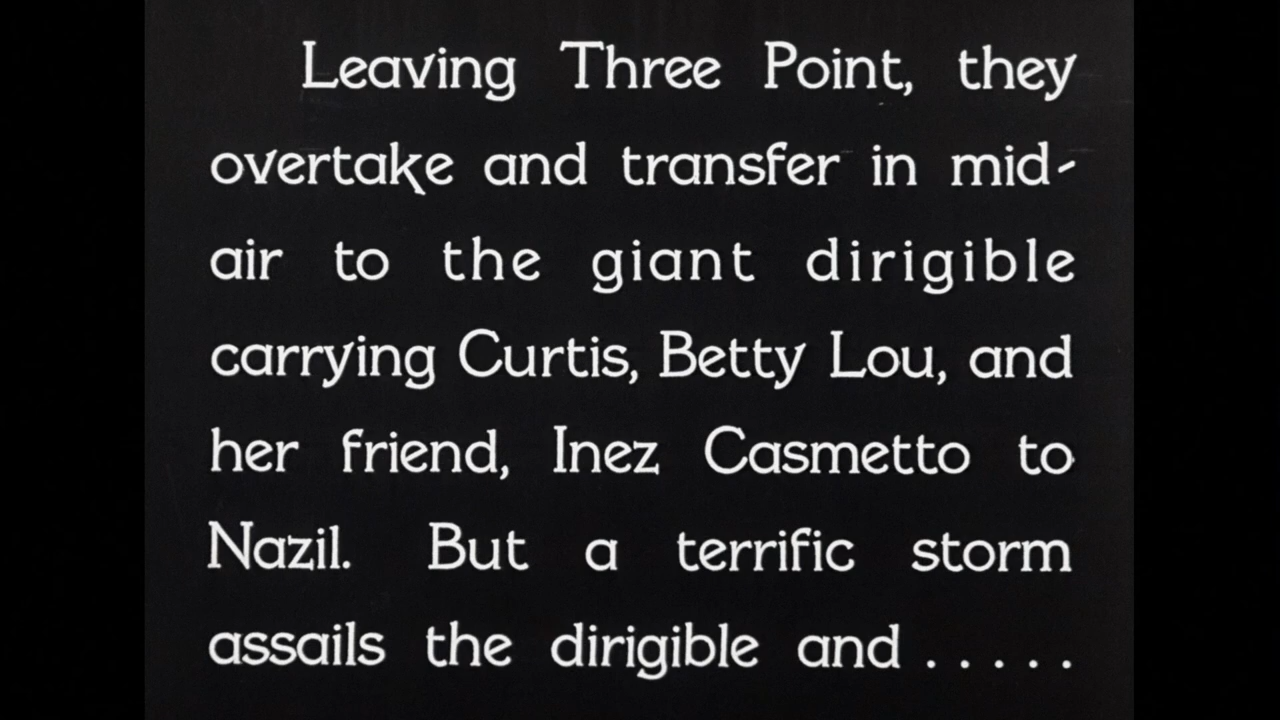 Leaving Three Point, they
overtake and transfer in mid-
air to the giant dirigible
carrying Curtis, Betty Lou, and
her friend, Inez Casmetto to
Nazil. But a terrific storm
assails the dirigible and . . . . .